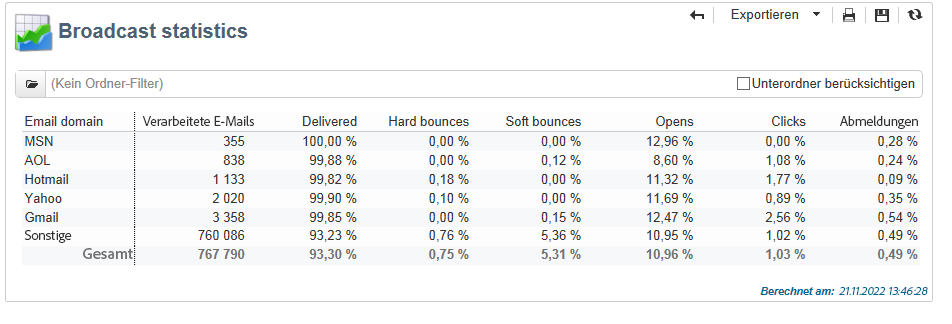 Exportieren
Broadcast statistics
(Kein Ordner-Filter) Unterordner berücksichtigen
Email domain Verarbeitete E-Mails Delivered Hard bounces Soft bounces Opens Clicks Abmeldungen
MSN 355 100,00 % 0,00 % 0,00 % 12,96 % 0,00 % 0,28 %
AOL 838 99,88 % 0,00 % 0,12 % 8,60 % 1,08 % 0,24 %
Hotmail 1 133 99,82 % 0,18 % 0,00 % 11,32 % 1,77 % 0,09 %
Yahoo 2 020 99,90 % 0,10 % 0,00 % 11,69 % 0,89 % 0,35 %
Gmail 3 358 99,85 % 0,00 % 0,15 % 12,47 % 2,56 % 0,54 %
Sonstige 760 086 93,23 % 0,76 % 5,36 % 10,95 % 1,02 % 0,49 %
Gesamt 767 790 93,30 % 0,75 % 5,31 % 10,96 % 1,03 % 0,49 %
Berechnet am: 21.11.2022 13:46:28